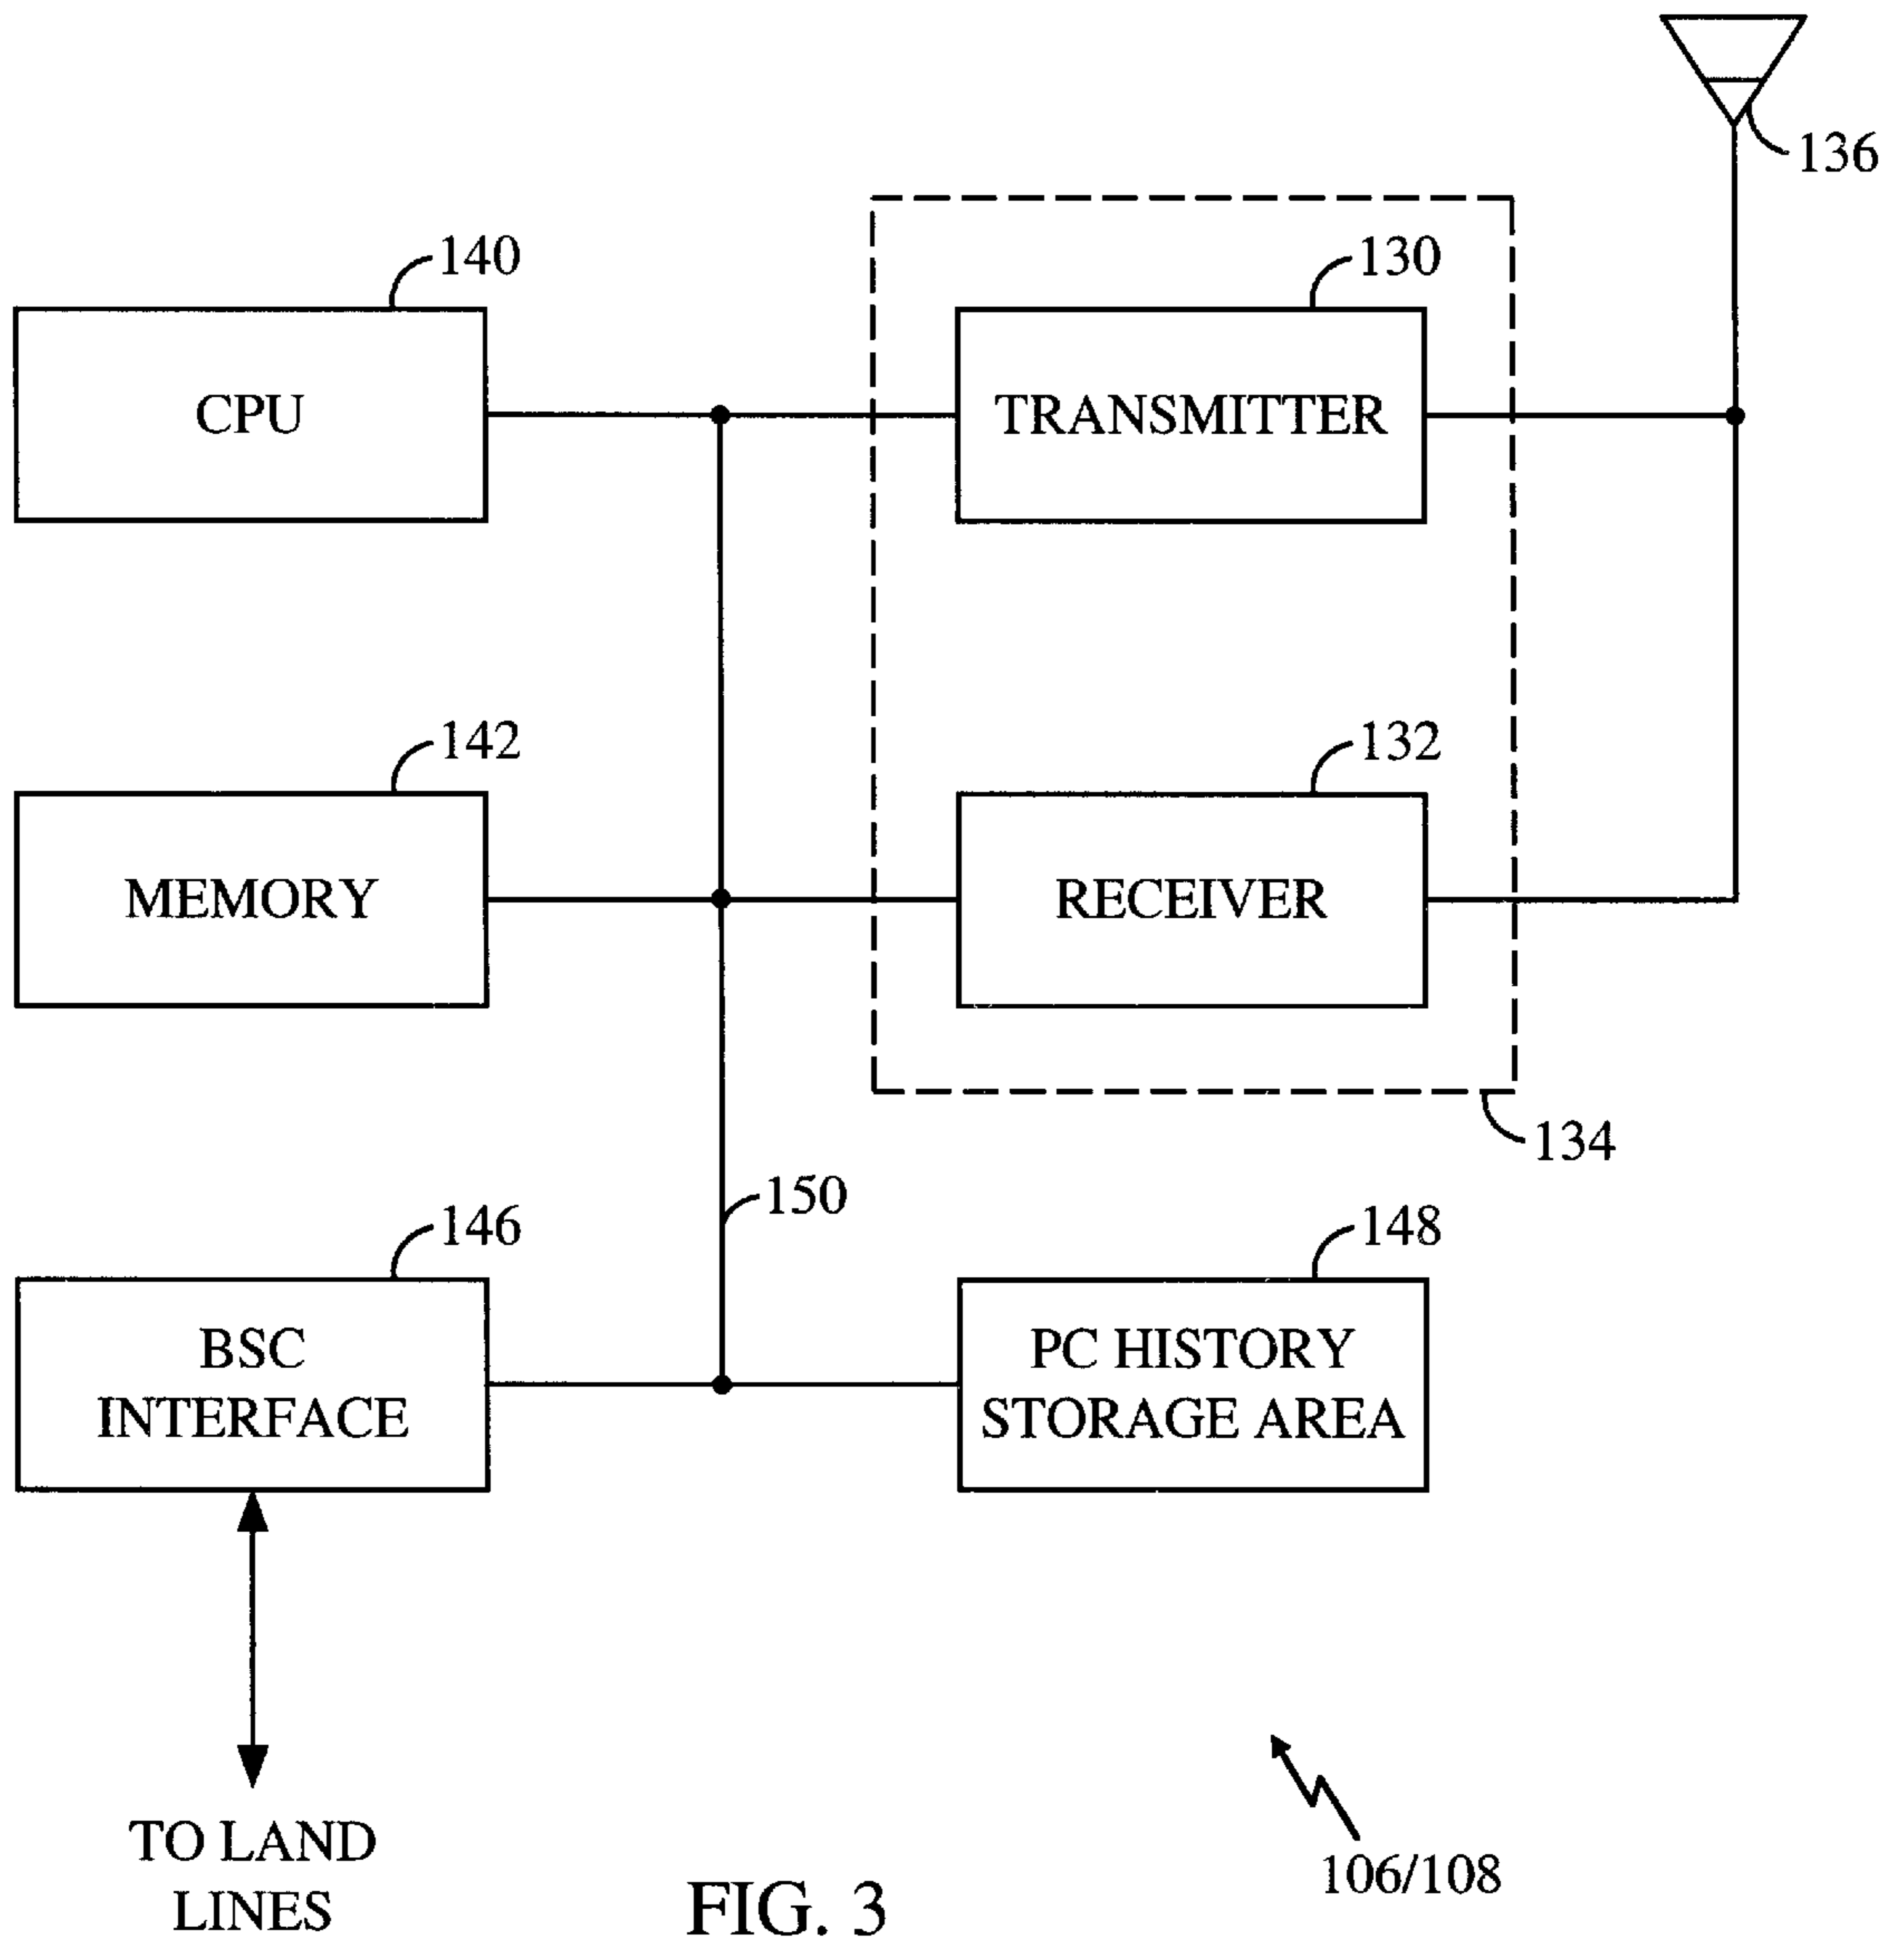 136
140
130
CPU
TRANSMITTER
142
132
MEMORY
RECEIVER
134
150
146
148
BSC
INTERFACE
PC HISTORY
STORAGE AREA
TO LAND
LINES
106/108
FIG. 3